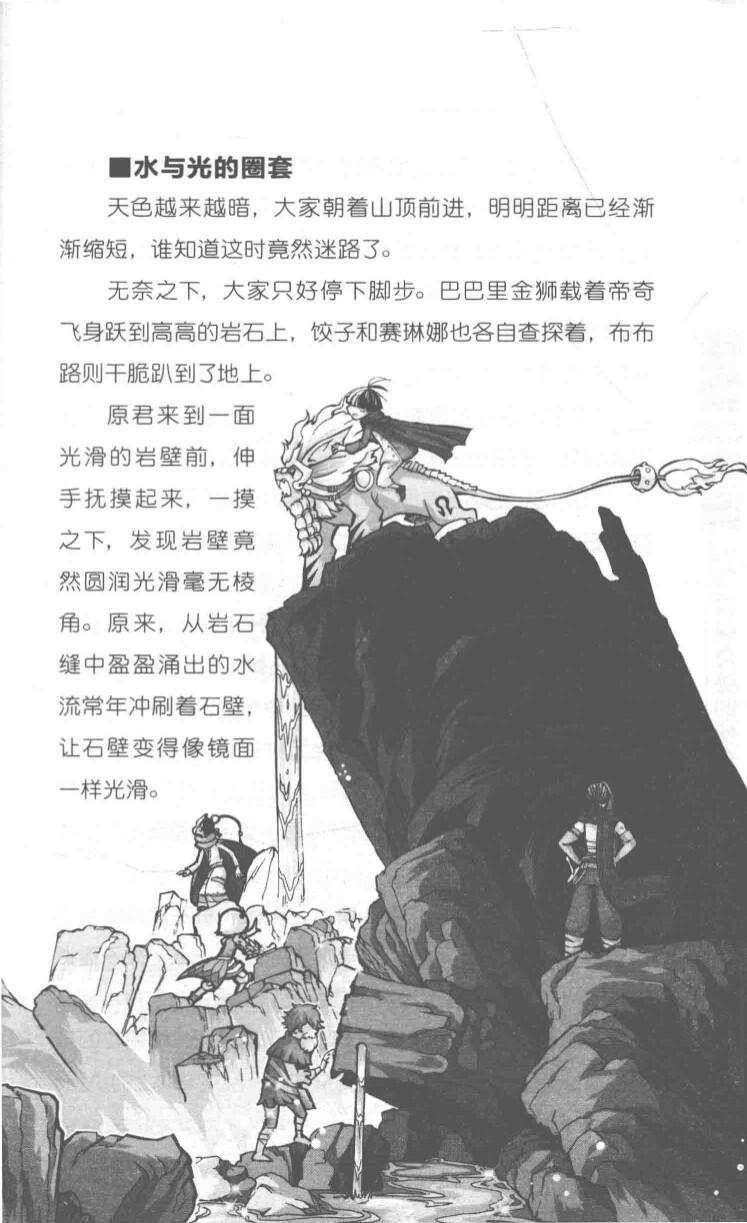 ■水与光的圈套
天色越来越暗，大家朝着山顶前进，明明距离已经渐
渐缩短，谁知道这时竟然迷路了。
无奈之下，大家只好停下脚步。巴巴里金狮载着帝奇
飞身跃到高高的岩石上，饺子和赛琳娜也各自查探着，布布
路则干脆趴到了地上。
原君来到一面
光滑的岩壁前，伸
手抚摸起来，一摸
之下，发现岩壁竟
然圆润光滑毫无棱
角。原来，从岩石
缝中盈盈涌出的水
流常年冲刷着石壁，
让石壁变得像镜面
一样光滑。
Ω